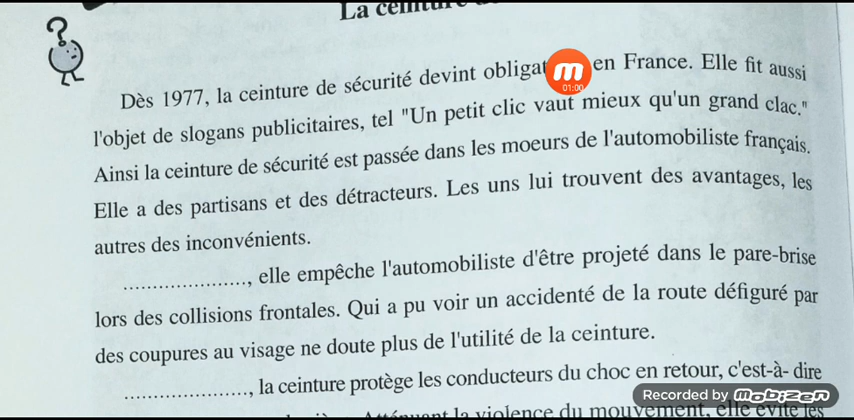 La ceinture
Dès 1977, la ceinture de sécurité devint obligat en France. Elle fit aussi
l'objet de slogans publicitaires, tel "Un petit clic vaut mieux qu'un grand clac."
Ainsi la ceinture de sécurité est passée dans les moeurs de l'automobiliste français.
Elle a des partisans et des détracteurs. Les uns lui trouvent des avantages, les
autres des inconvénients.
....................., elle empêche l'automobiliste d'être projeté dans le pare-brise
lors des collisions frontales. Qui a pu voir un accidenté de la route défiguré par
des coupures au visage ne doute plus de l'utilité de la ceinture.
....................., la ceinture protège les conducteurs du choc en retour, c'est-à- dire
la violence du mouvement, elle évite les
?
m
01:00
Recorded by Mobizen